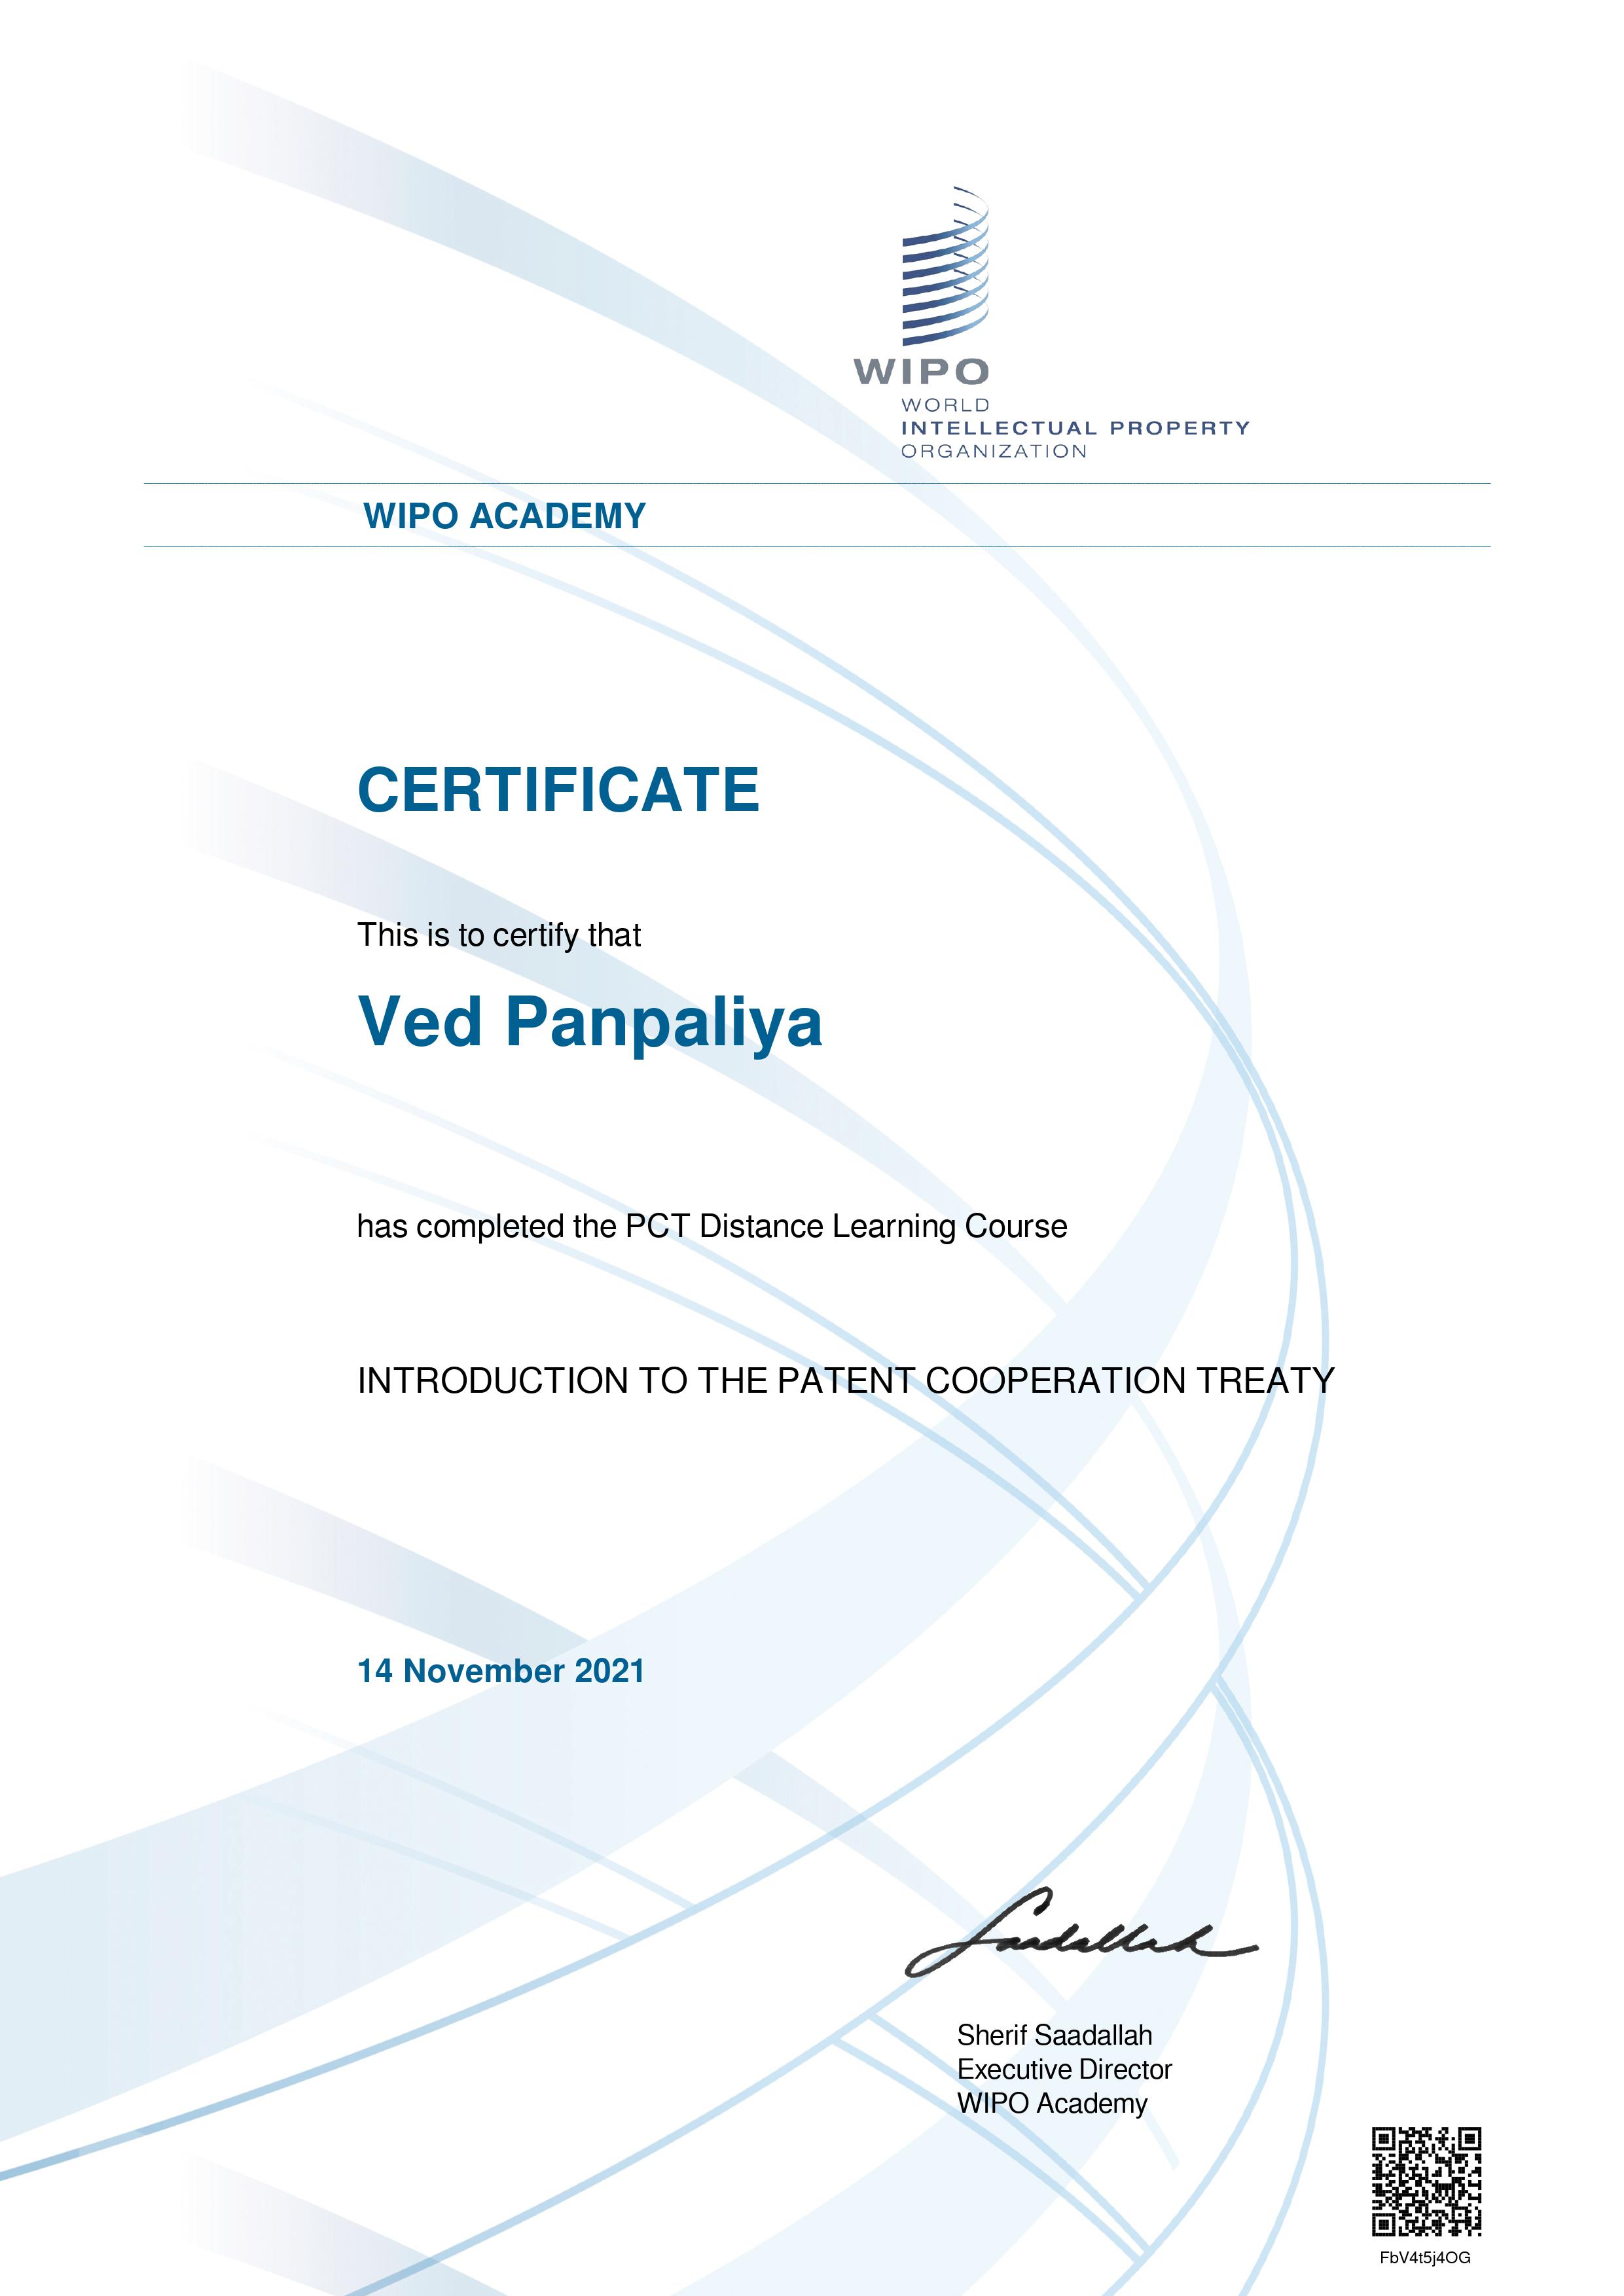 WIPO
WORLD
INTELLECTUAL PROPERTY
ORGANIZATION
WIPO ACADEMY
CERTIFICATE
This is to certify that
Ved Panpaliya
has completed the PCT Distance Learning Course
INTRODUCTION TO THE PATENT COOPERATION TREATY
14 November 2021
Saadallah
Sherif Saadallah
Executive Director
WIPO Academy
FbV4t5j4OG